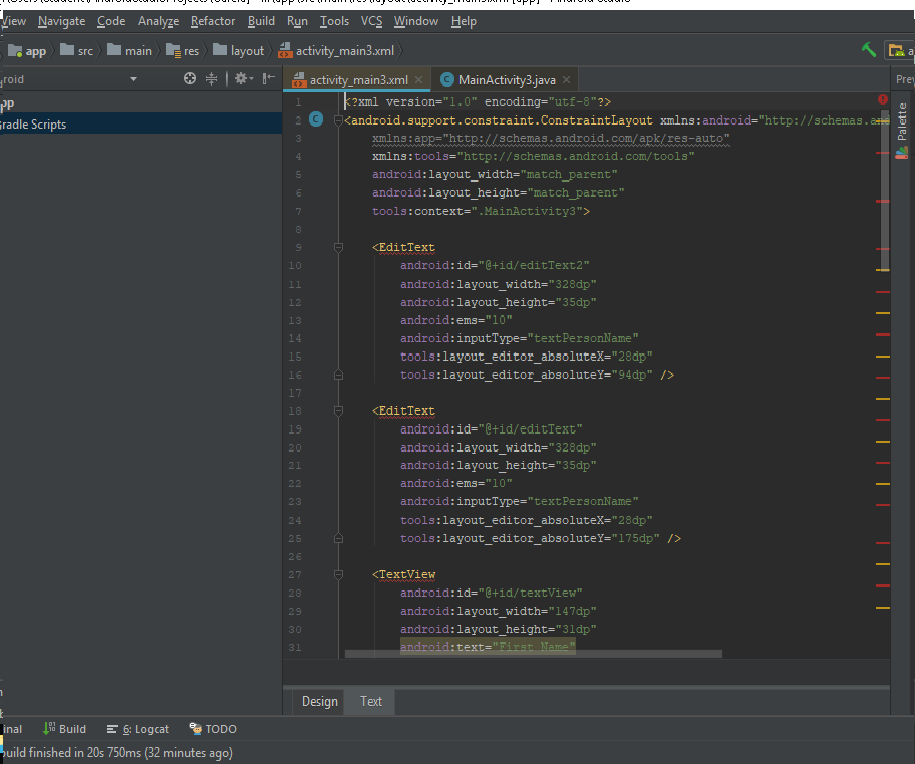 View Navigate Code Analyze Refactor Build Run Tools VCS Window Help
app src main res layout activity_main3.xml
activity_main3.xml MainActivity3.java
Gradle Scripts
Palette
1 <?xml version="1.0" encoding="utf-8"?>
2 <android.support.constraint.ConstraintLayout xmlns:android="http://schemas.and
3 xmlns:app="http://schemas.android.com/apk/res-auto"
4 xmlns:tools="http://schemas.android.com/tools"
5 android:layout_width="match_parent"
6 android:layout_height="match_parent"
7 tools:context=".MainActivity3">
8
9 <EditText
10 android:id="@+id/editText2"
11 android:layout_width="328dp"
12 android:layout_height="35dp"
13 android:ems="10"
14 android:inputType="textPersonName"
15 tools:layout_editor_absoluteX="28dp"
16 tools:layout_editor_absoluteY="94dp" />
17
18 <EditText
19 android:id="@+id/editText"
20 android:layout_width="328dp"
21 android:layout_height="35dp"
22 android:ems="10"
23 android:inputType="textPersonName"
24 tools:layout_editor_absoluteX="28dp"
25 tools:layout_editor_absoluteY="175dp" />
26
27 <TextView
28 android:id="@+id/textView"
29 android:layout_width="147dp"
30 android:layout_height="31dp"
31 android:text="First Name"
Design Text
inal Build 6: Logcat TODO
build finished in 20s 750ms (32 minutes ago)